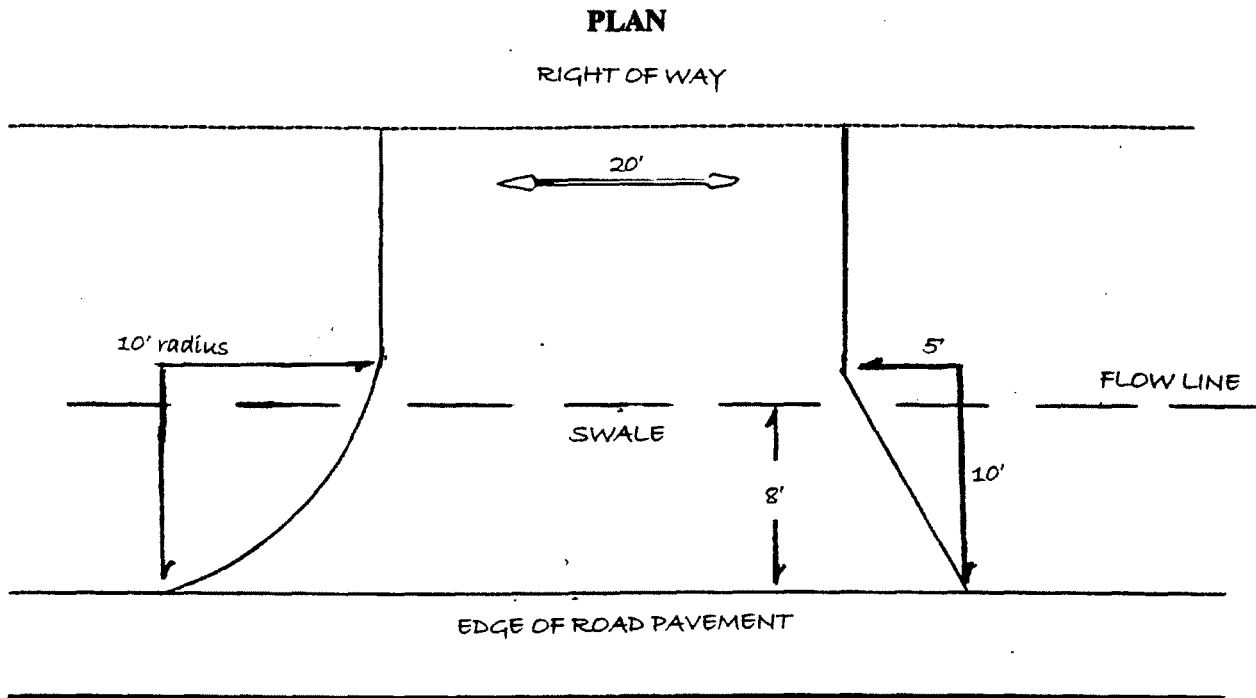 PLAN
RIGHT OF WAY
20'
10' radius
5'
FLOW LINE
SWALE
8'
10'
EDGE OF ROAD PAVEMENT